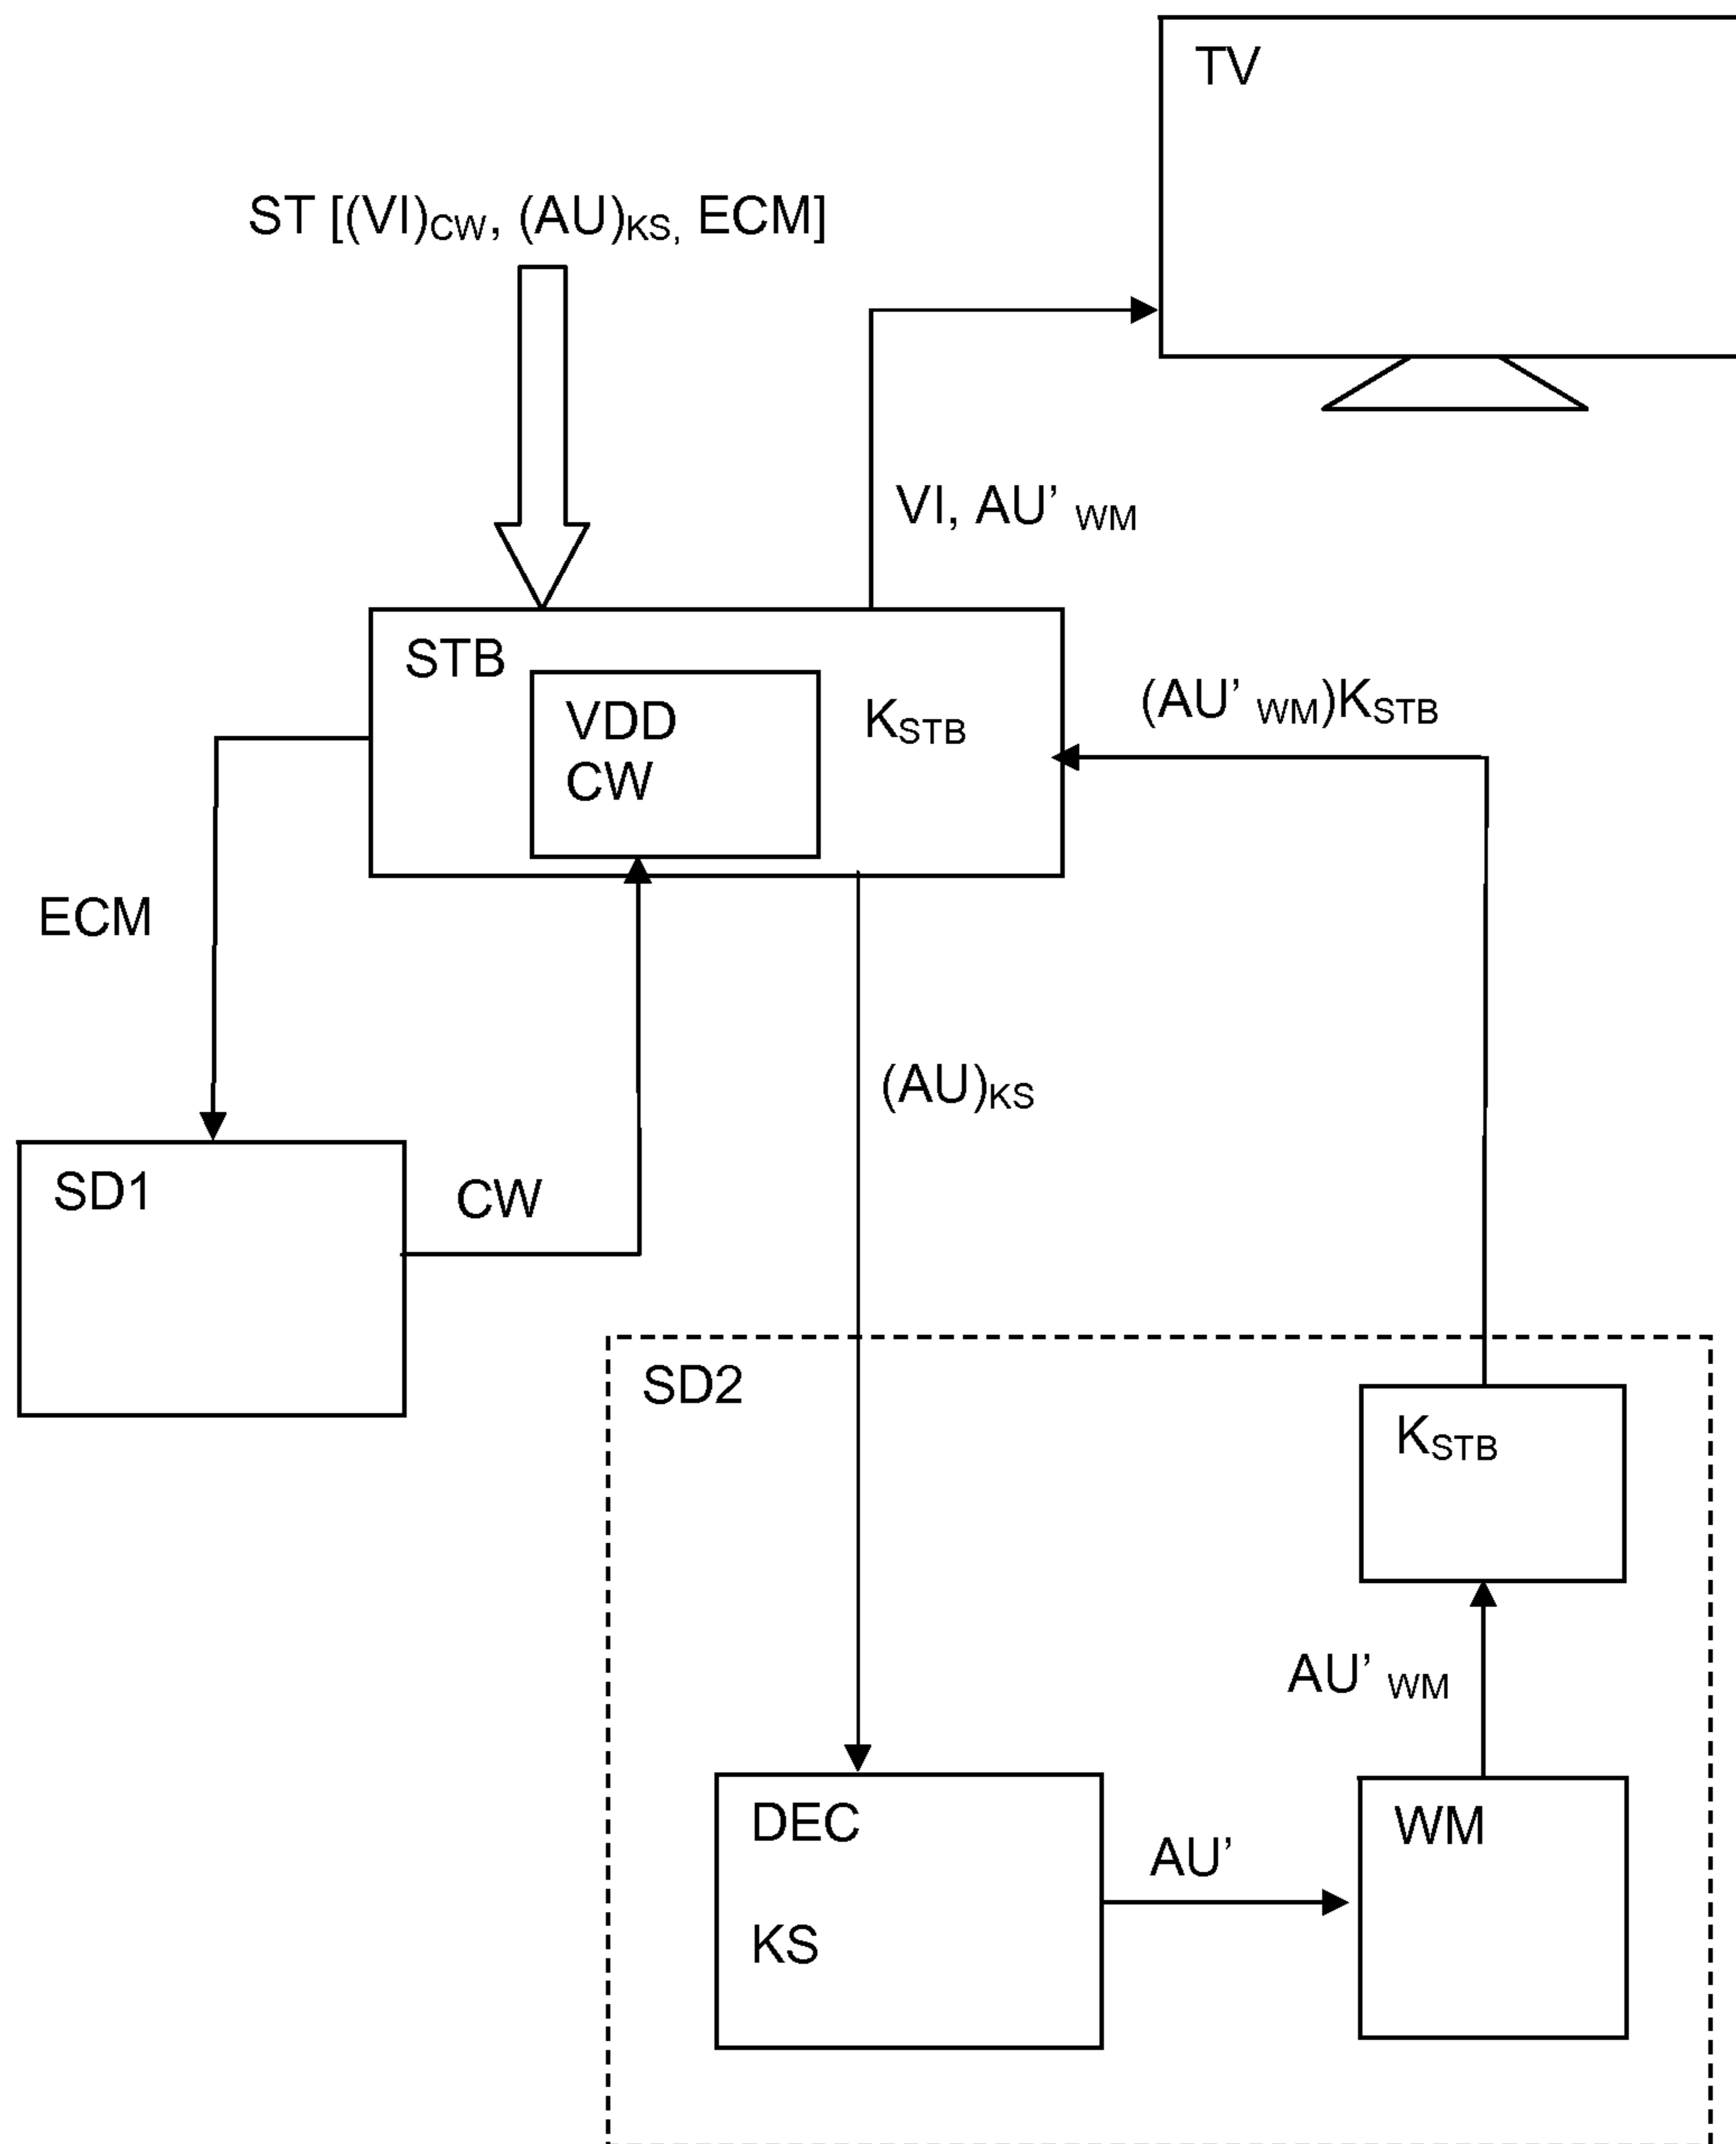 TV
ST [(VI)CW, (AU)KS, ECM]
VI, AU’ WM
STB
VDD
CW
KSTB
(AU’ WM)KSTB
ECM
(AU)KS
SD1
CW
SD2
KSTB
AU’ WM
DEC
KS
AU’
WM